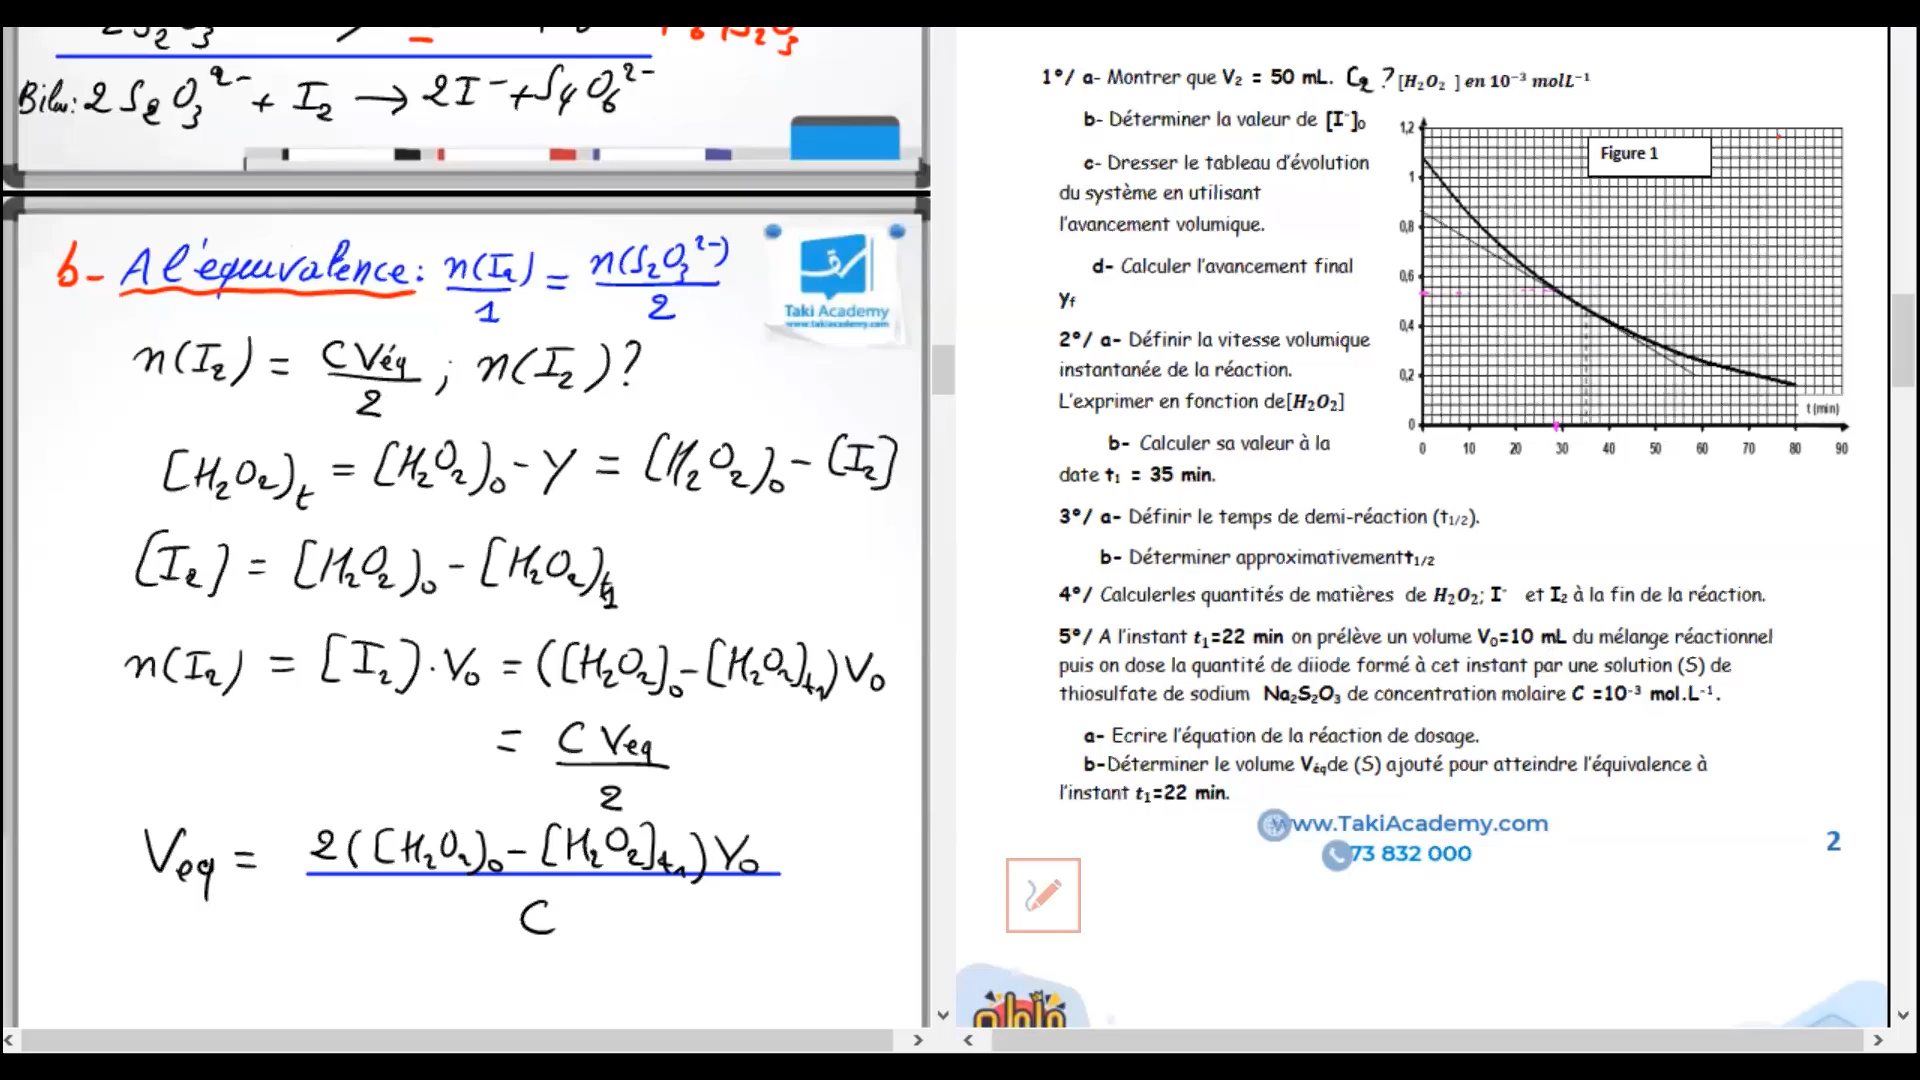 Bilan: 2 S₂O₃²⁻ + I₂ → 2I⁻ + S₄O₆²⁻
b- A l'équivalence: n(I₂)/1 = n(S₂O₃²⁻)/2
Taki Academy
www.takiacademy.com
n(I₂) = CVéq/2 ; n(I₂)?
[H₂O₂]t = [H₂O₂]₀ - y = [H₂O₂]₀ - [I₂]
[I₂] = [H₂O₂]₀ - [H₂O₂]t₁
n(I₂) = [I₂].V₀ = ([H₂O₂]₀ - [H₂O₂]t₁)V₀
= C Veq/2
Veq = 2([H₂O₂]₀ - [H₂O₂]t₁)V₀/C
1°/ a- Montrer que V₂ = 50 mL. C₂ ?
b- Déterminer la valeur de [I⁻]₀
c- Dresser le tableau d'évolution
du système en utilisant
l'avancement volumique.
d- Calculer l'avancement final
yf
2°/ a- Définir la vitesse volumique
instantanée de la réaction.
L'exprimer en fonction de[H₂O₂]
b- Calculer sa valeur à la
date t₁ = 35 min.
[H₂O₂ ] en 10⁻³ molL⁻¹
Figure 1
1,2
1
0,8
0,6
0,4
0,2
0
t (min)
0 10 20 30 40 50 60 70 80 90
3°/ a- Définir le temps de demi-réaction (t1/2).
b- Déterminer approximativementt1/2
4°/ Calculerles quantités de matières de H₂O₂; I⁻ et I₂ à la fin de la réaction.
5°/ A l'instant t₁=22 min on prélève un volume V₀=10 mL du mélange réactionnel
puis on dose la quantité de diiode formé à cet instant par une solution (S) de
thiosulfate de sodium Na₂S₂O₃ de concentration molaire C =10⁻³ mol.L⁻¹.
a- Ecrire l'équation de la réaction de dosage.
b-Déterminer le volume Véqde (S) ajouté pour atteindre l'équivalence à
l'instant t₁=22 min.
www.TakiAcademy.com
73 832 000
2